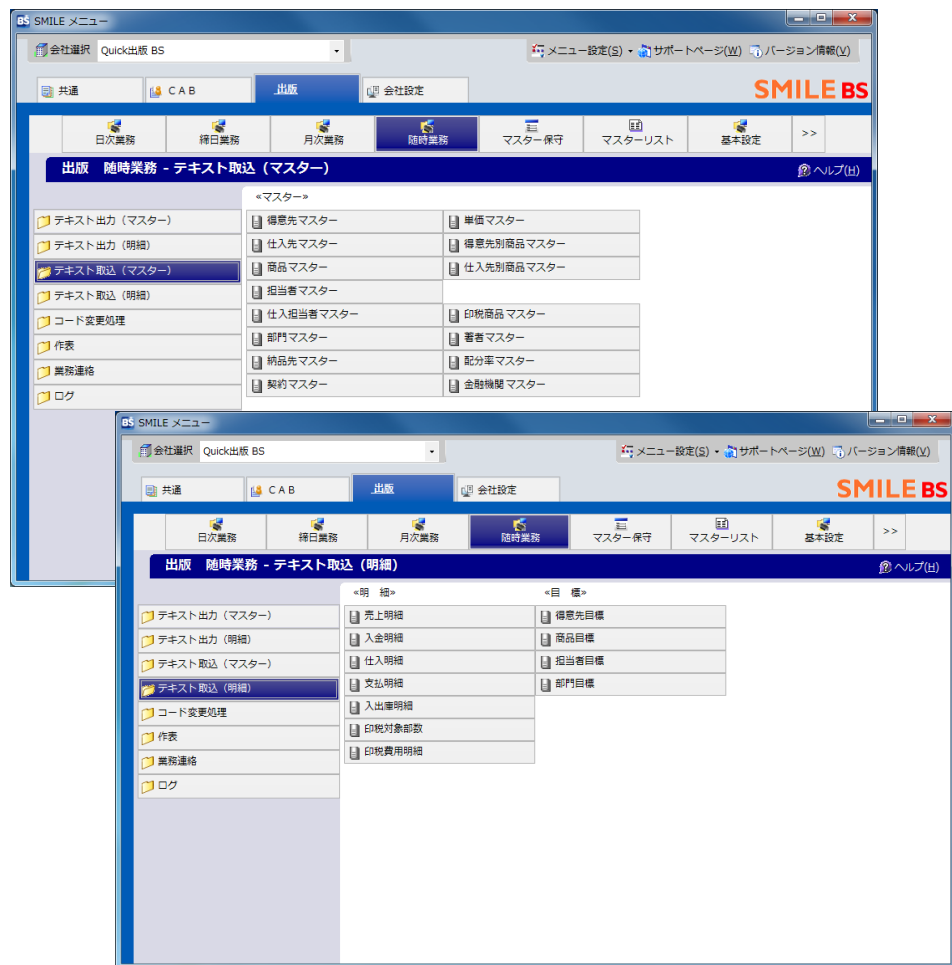 SMILE メニュー
会社選択 Quick出版 BS メニュー設定(S) サポートページ(W) バージョン情報(V)
共通 CAB 出版 会社設定 SMILE BS
日次業務 締日業務 月次業務 随時業務 マスター保守 マスターリスト 基本設定 >>
出版 随時業務 - テキスト取込（マスター） ヘルプ(H)
«マスター»
テキスト出力（マスター）
テキスト出力（明細）
テキスト取込（マスター）
テキスト取込（明細）
コード変更処理
作表
業務連絡
ログ
得意先マスター 単価マスター
仕入先マスター 得意先別商品マスター
商品マスター 仕入先別商品マスター
担当者マスター
仕入担当者マスター 印税商品マスター
部門マスター 著者マスター
納品先マスター 配分率マスター
契約マスター 金融機関マスター
SMILE メニュー
会社選択 Quick出版 BS メニュー設定(S) サポートページ(W) バージョン情報(V)
共通 CAB 出版 会社設定 SMILE BS
日次業務 締日業務 月次業務 随時業務 マスター保守 マスターリスト 基本設定 >>
出版 随時業務 - テキスト取込（明細） ヘルプ(H)
«明 細» «目 標»
テキスト出力（マスター）
テキスト出力（明細）
テキスト取込（マスター）
テキスト取込（明細）
コード変更処理
作表
業務連絡
ログ
売上明細 得意先目標
入金明細 商品目標
仕入明細 担当者目標
支払明細 部門目標
入出庫明細
印税対象部数
印税費用明細